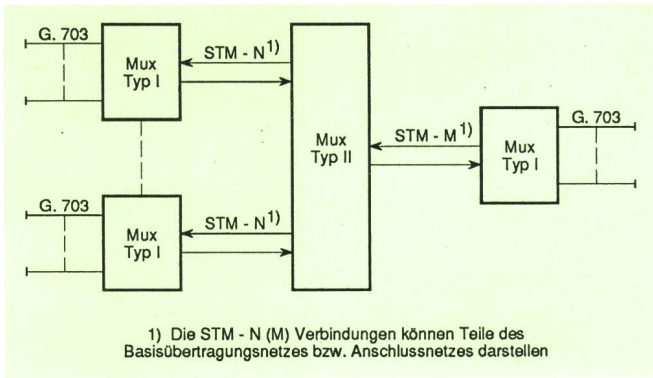 G. 703
Mux
Typ I
STM - N1)
Mux
Typ II
STM - M1)
Mux
Typ I
G. 703
G. 703
Mux
Typ I
STM - N1)
1) Die STM - N (M) Verbindungen können Teile des
Basisübertragungsnetzes bzw. Anschlussnetzes darstellen